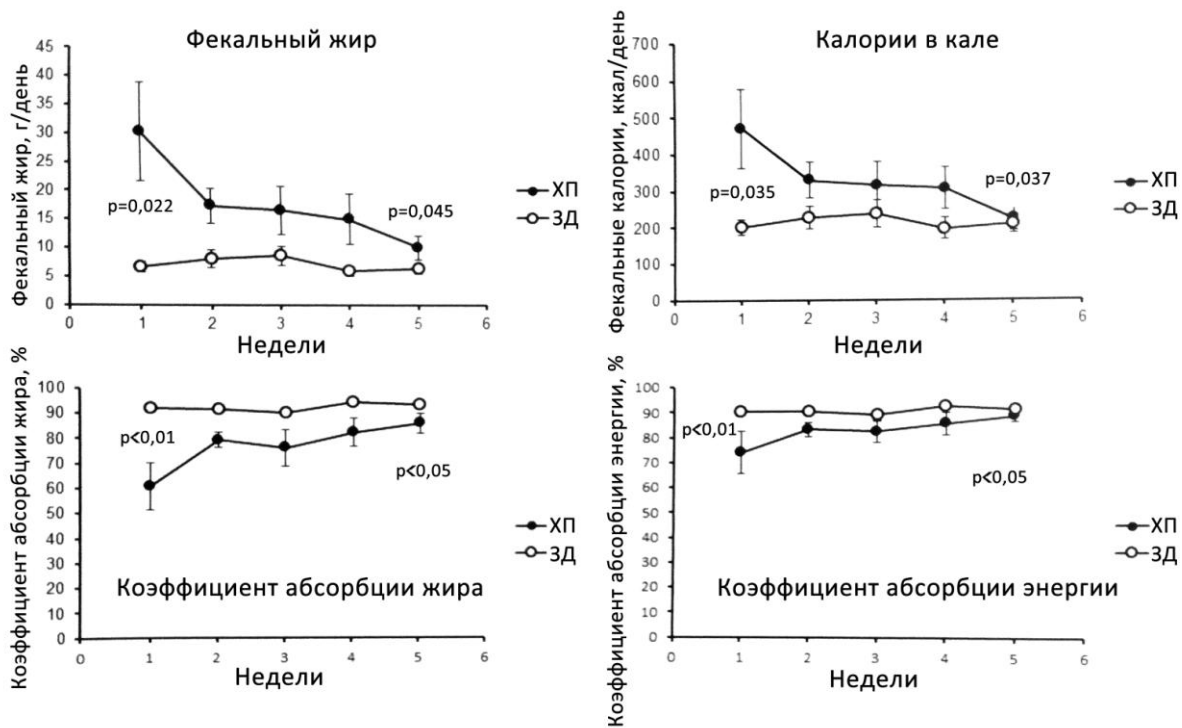 Фекальный жир
Фекальный жир, г/день
45
40
35
30
25
20
15
10
5
0
p=0,022
p=0,045
ХП
ЗД
0 1 2 3 4 5 6
Недели
Калории в кале
Фекальные калории, ккал/день
700
600
500
400
300
200
100
0
p=0,035
p=0,037
ХП
ЗД
0 1 2 3 4 5 6
Недели
Коэффициент абсорбции жира, %
100
90
80
70
60
50
40
30
20
10
0
p<0,01
p<0,05
ХП
ЗД
Коэффициент абсорбции жира
0 1 2 3 4 5 6
Недели
Коэффициент абсорбции энергии, %
100
90
80
70
60
50
40
30
20
10
0
p<0,01
p<0,05
ХП
ЗД
Коэффициент абсорбции энергии
0 1 2 3 4 5 6
Недели